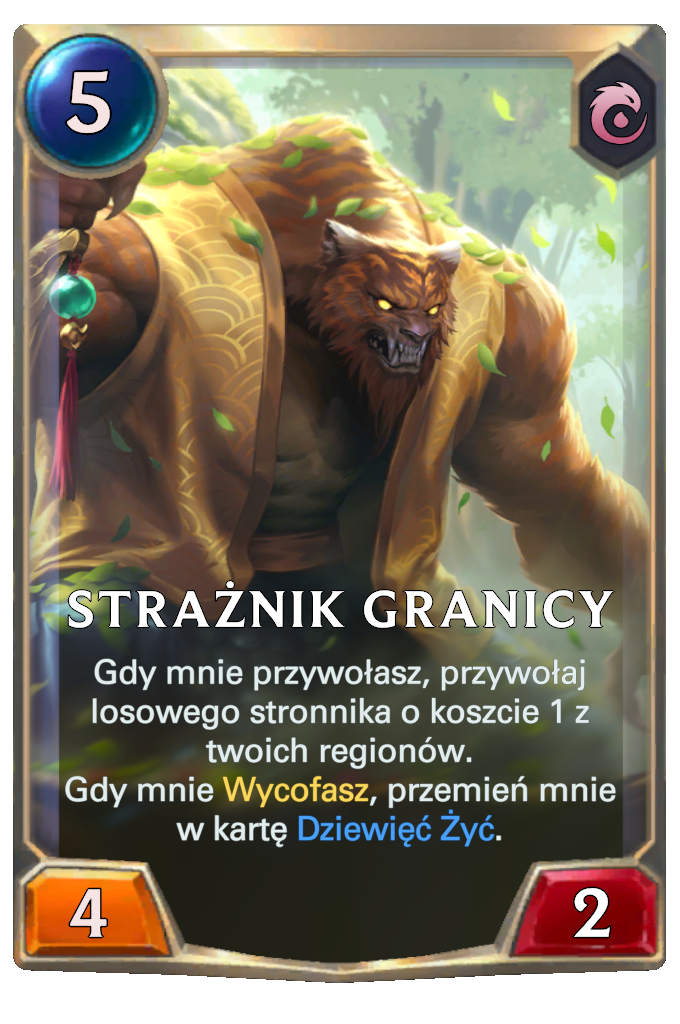 5
STRAŻNIK GRANICY
Gdy mnie przywołasz, przywołaj
losowego stronnika o koszcie 1 z
twoich regionów.
Gdy mnie Wycofasz, przemień mnie
w kartę Dziewięć Żyć.
4
2